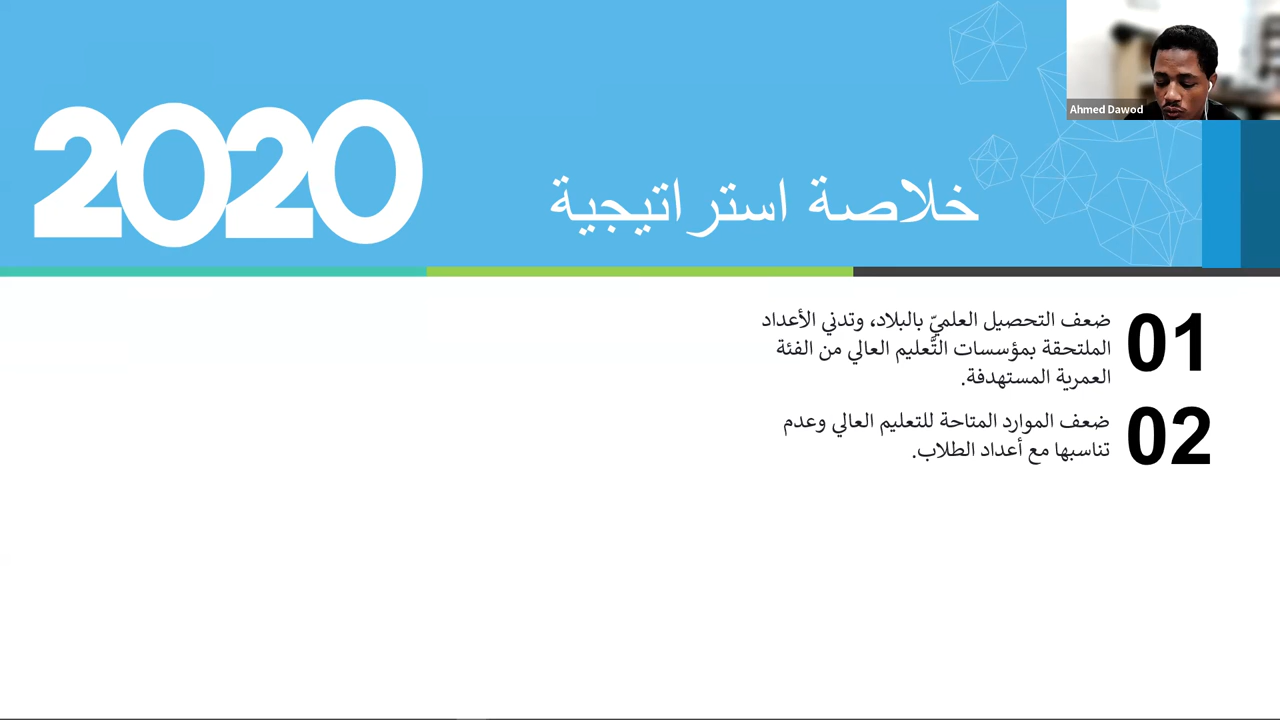 Ahmed Dawod
2020
خلاصة استراتيجية
01
ضعف التحصيل العلميّ بالبلاد، وتدني الأعداد
الملتحقة بمؤسسات التَّعليم العالي من الفئة
العمرية المستهدفة.
02
ضعف الموارد المتاحة للتعليم العالي وعدم
تناسبها مع أعداد الطلاب.